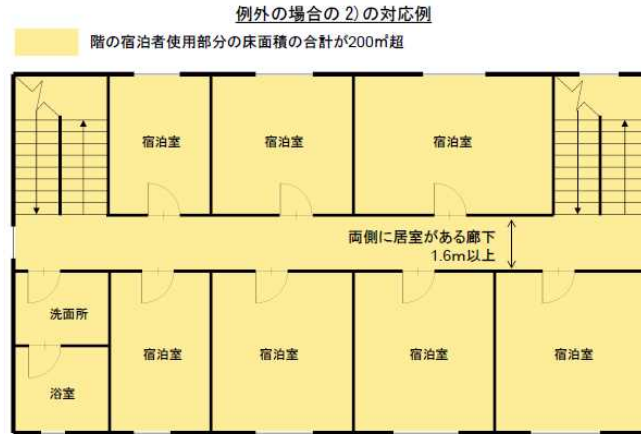 例外の場合の 2) の対応例
階の宿泊者使用部分の床面積の合計が200㎡超
宿泊室
宿泊室
宿泊室
両側に居室がある廊下
1.6m以上
洗面所
宿泊室
宿泊室
宿泊室
宿泊室
浴室